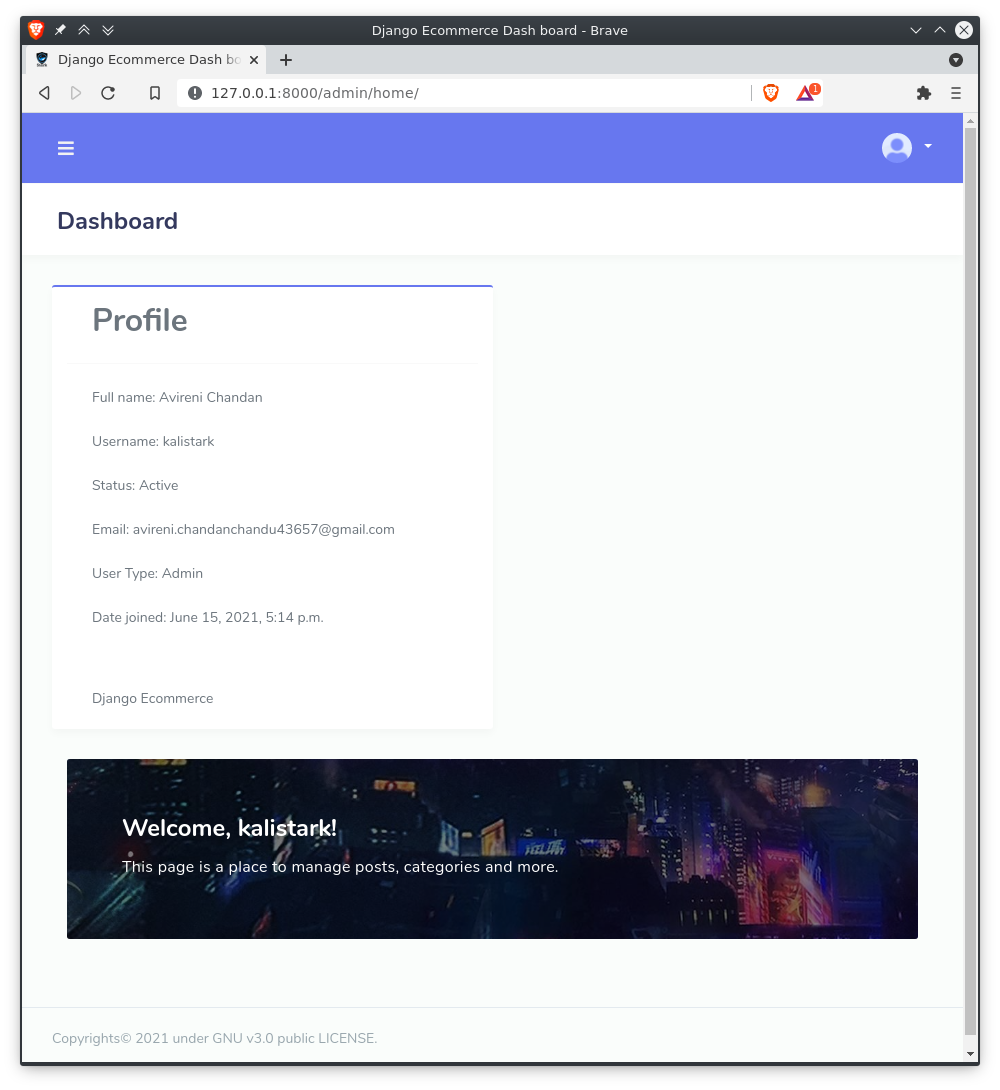 Django Ecommerce Dash board - Brave
Django Ecommerce Dash bo
127.0.0.1:8000/admin/home/
1
Dashboard
Profile
Full name: Avireni Chandan
Username: kalistark
Status: Active
Email: avireni.chandanchandu43657@gmail.com
User Type: Admin
Date joined: June 15, 2021, 5:14 p.m.
Django Ecommerce
Welcome, kalistark!
This page is a place to manage posts, categories and more.
Copyrights© 2021 under GNU v3.0 public LICENSE.